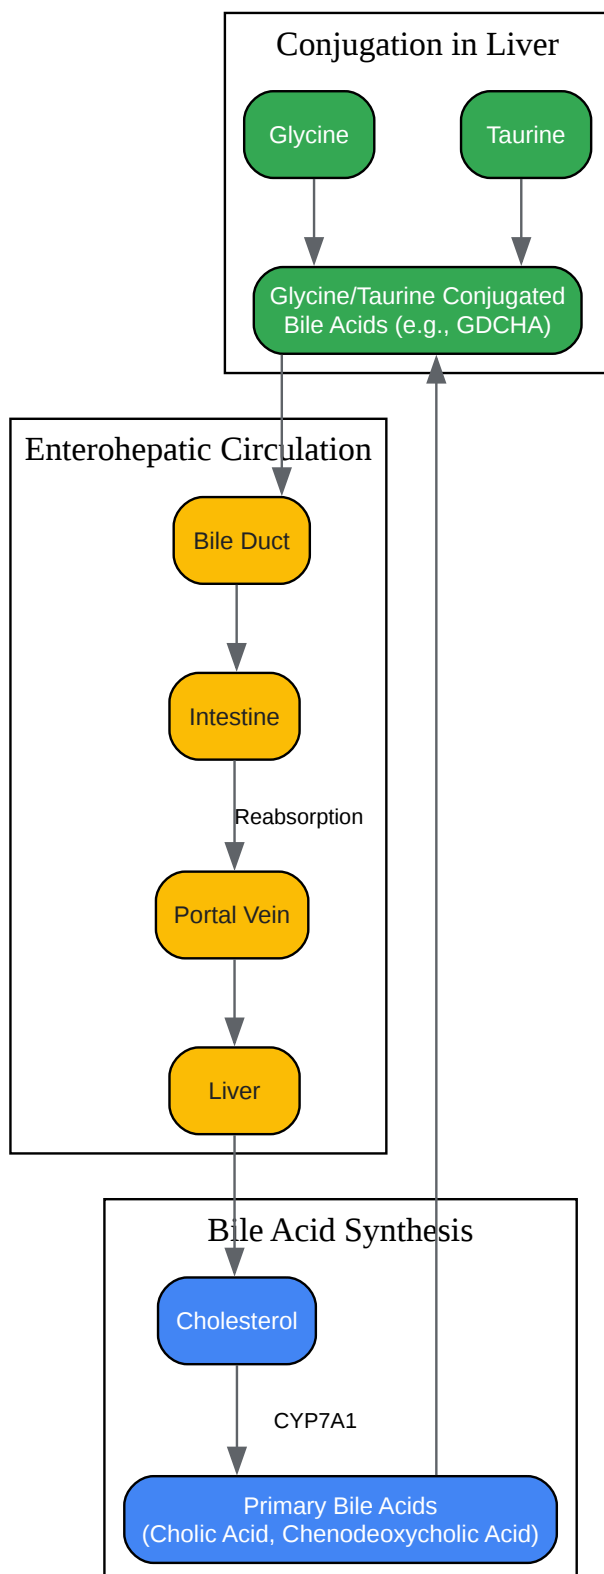 Conjugation in Liver
Glycine
Taurine
Glycine/Taurine Conjugated
Bile Acids (e.g., GDCHA)
Enterohepatic Circulation
Bile Duct
Intestine
Reabsorption
Portal Vein
Liver
Bile Acid Synthesis
Cholesterol
CYP7A1
Primary Bile Acids
(Cholic Acid, Chenodeoxycholic Acid)